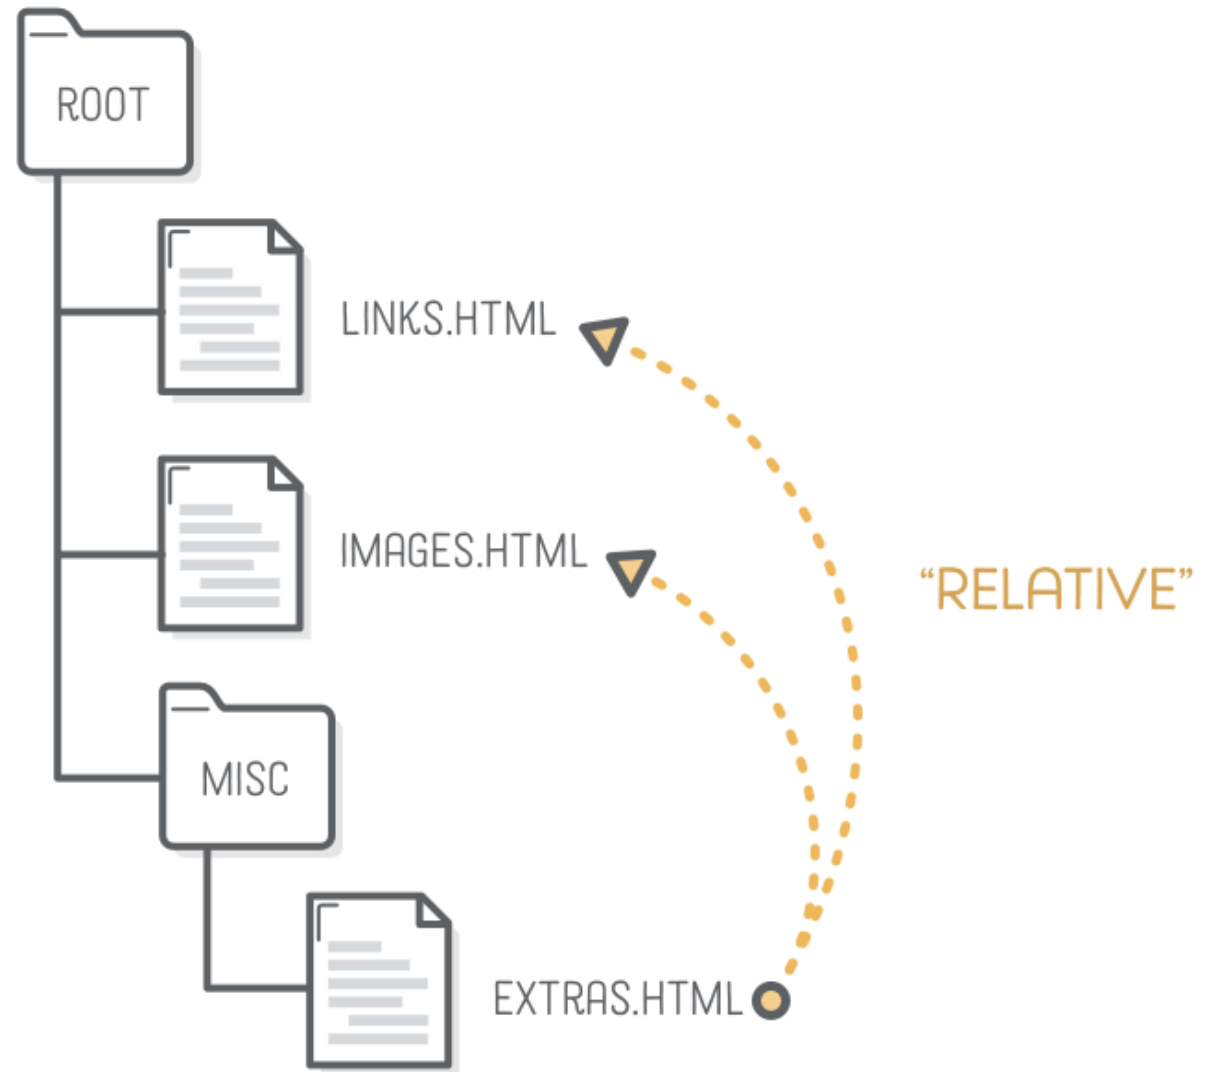 ROOT
LINKS.HTML
IMAGES.HTML
“RELATIVE”
MISC
EXTRAS.HTML